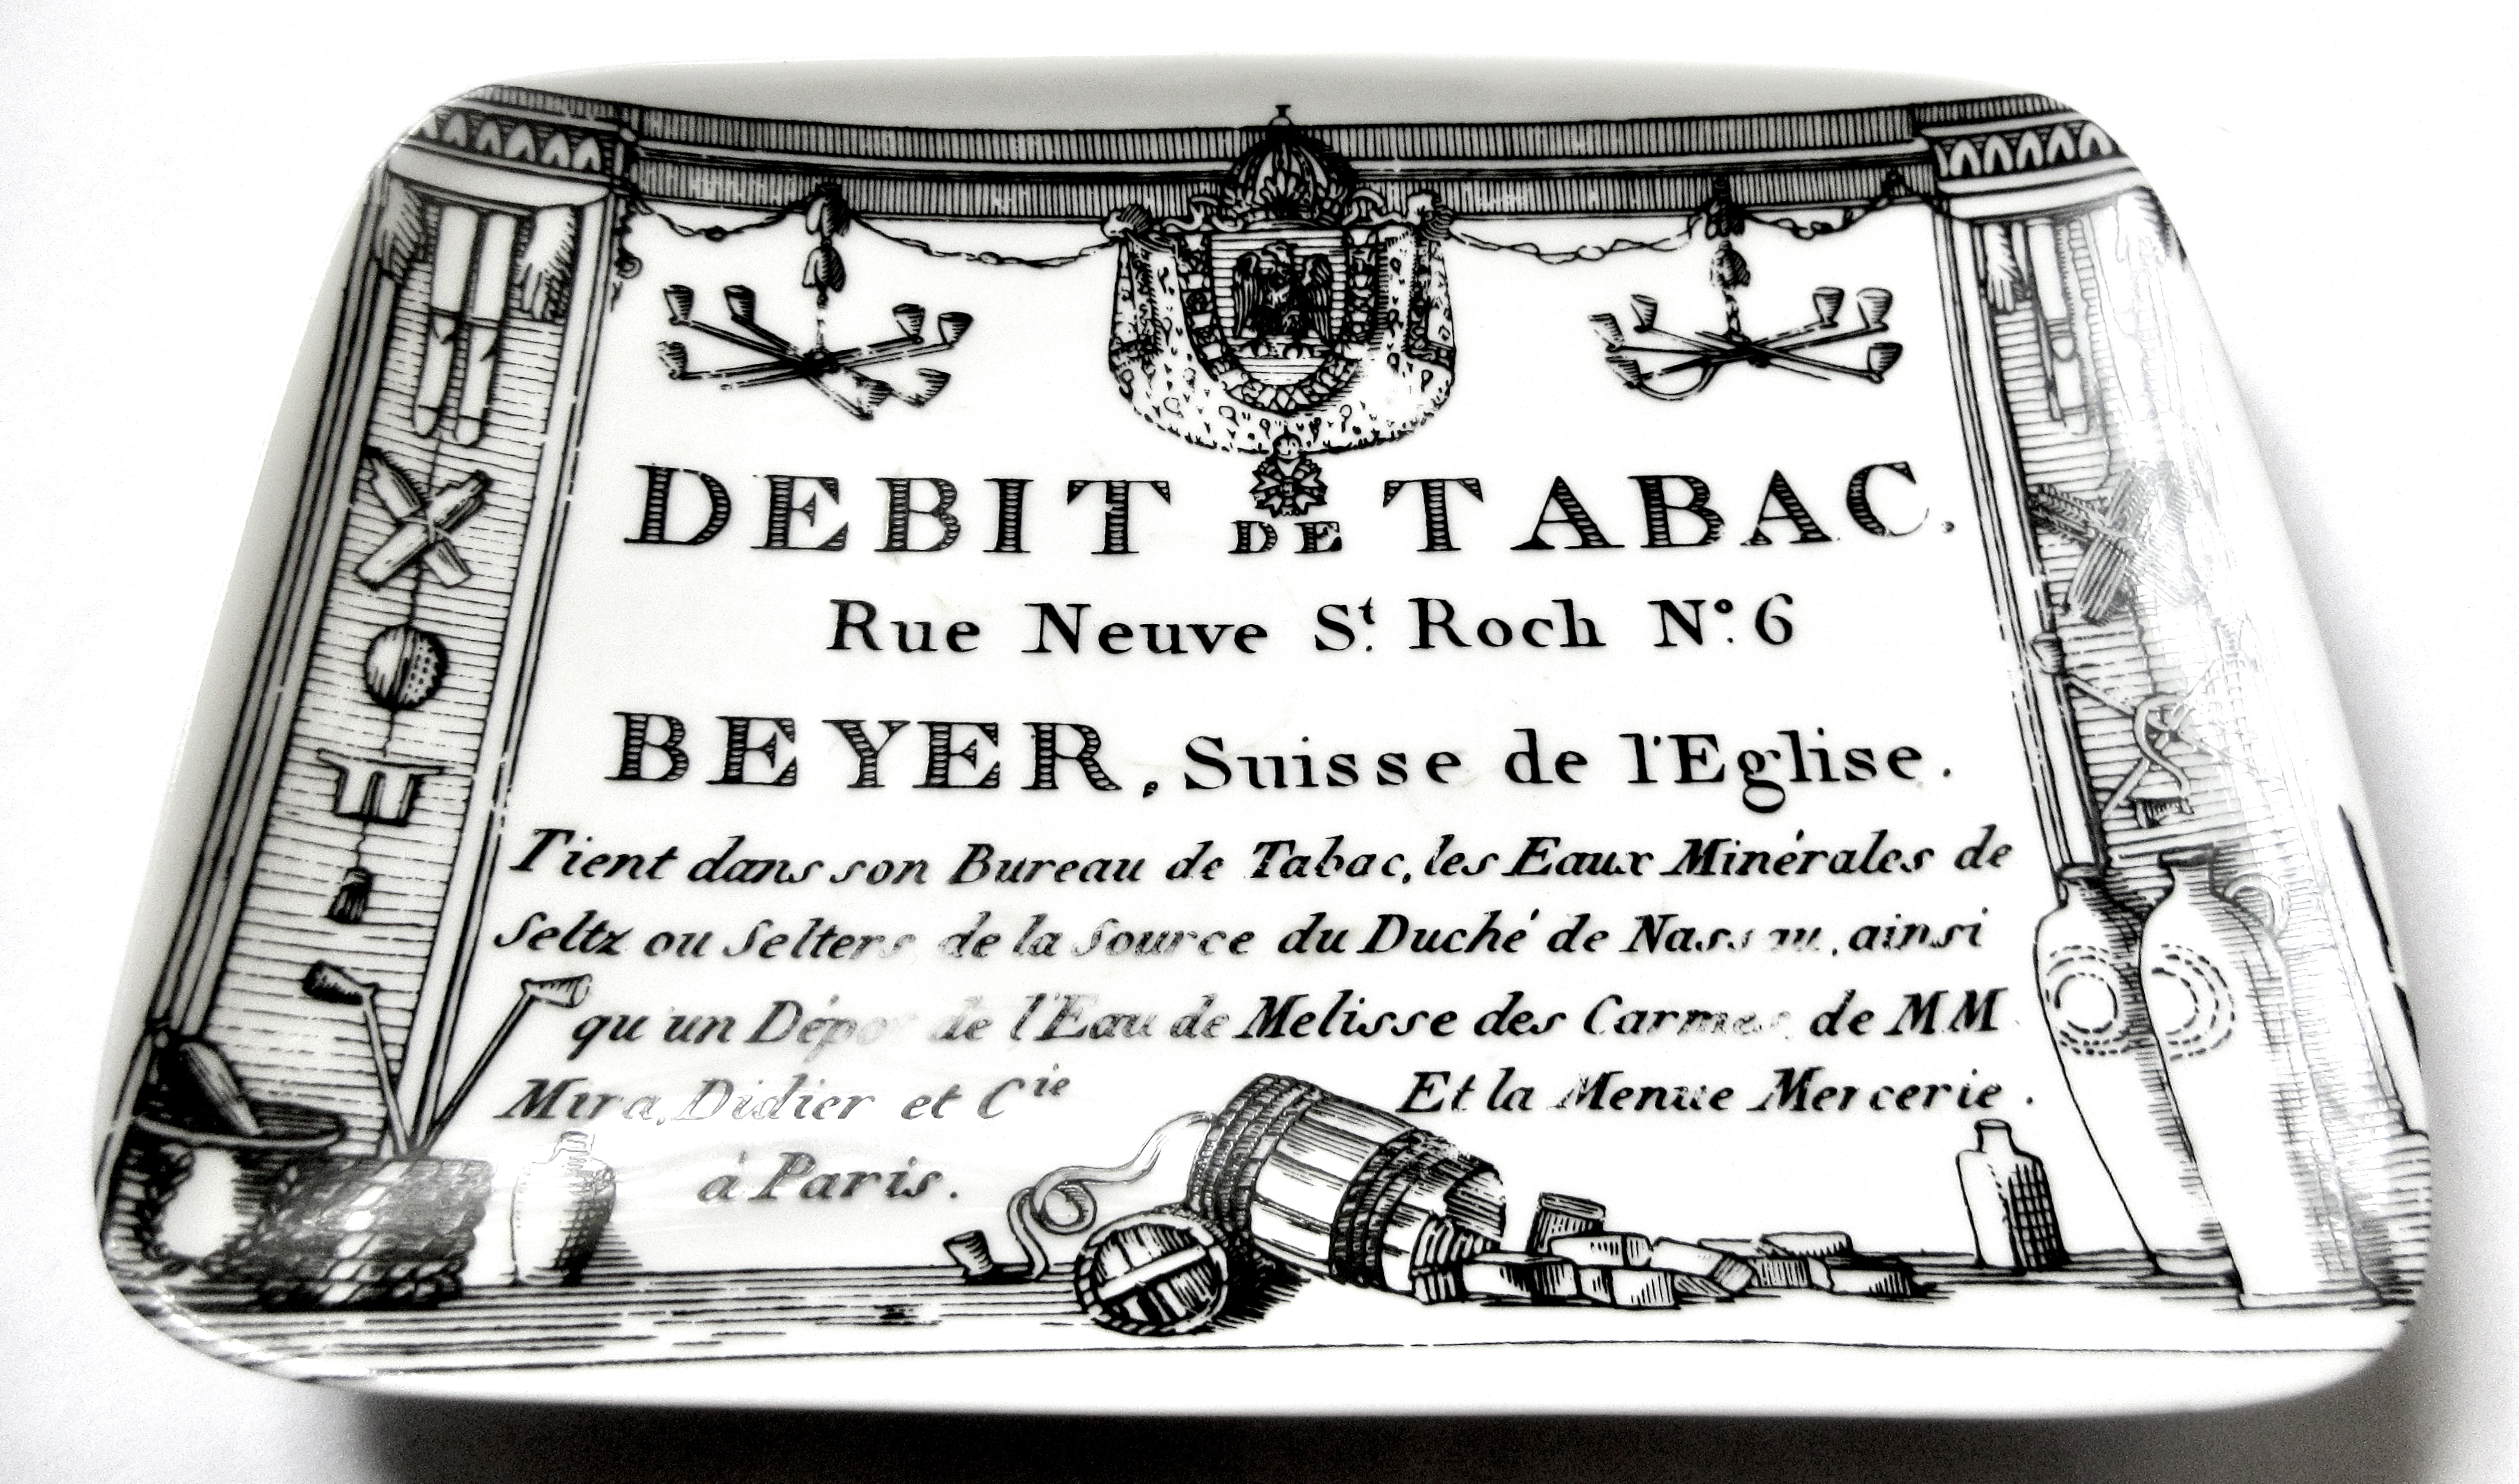 DEBIT DE TABAC.
Rue Neuve St. Roch No. 6
BEYER, Suisse de l'Eglise.
Tient dans son Bureau de Tabac, les Eaux Minérales de
Seltz ou Selters, de la Source du Duché de Nassau, ainsi
qu'un Dépot de l'Eau de Melisse des Carmes, de MM
Mira, Didier et Cie Et la Menue Mercerie.
à Paris.